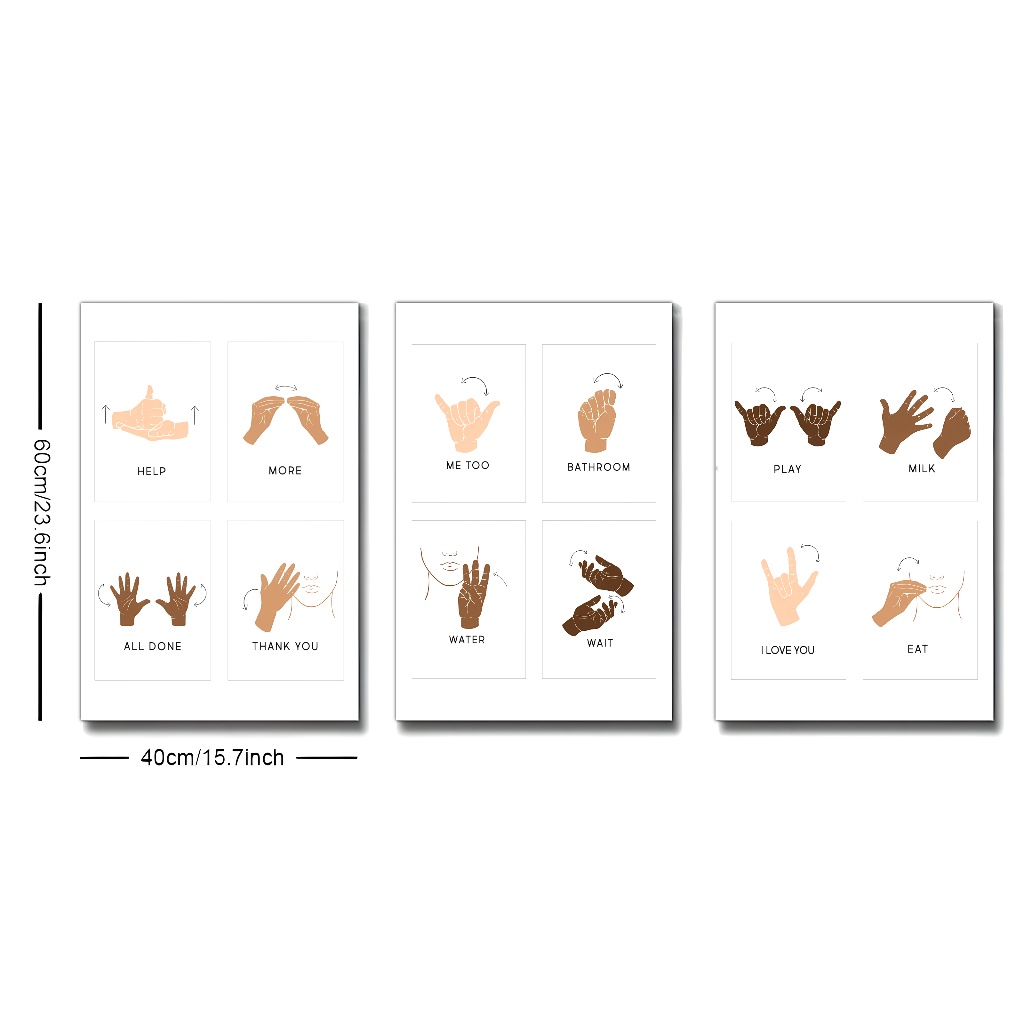 60cm/23.6inch
HELP
MORE
ALL DONE
THANK YOU
ME TOO
BATHROOM
WATER
WAIT
PLAY
MILK
I LOVE YOU
EAT
40cm/15.7inch